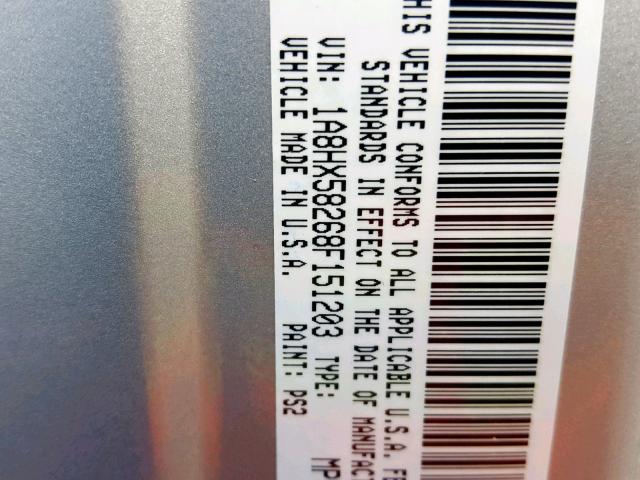 HIS VEHICLE CONFORMS TO ALL APPLICABLE U.S.A. FE
STANDARDS IN EFFECT ON THE DATE OF MANUFACT
VIN: 1A8HX58268F151203 TYPE: MP
VEHICLE MADE IN U.S.A. PAINT: PS2